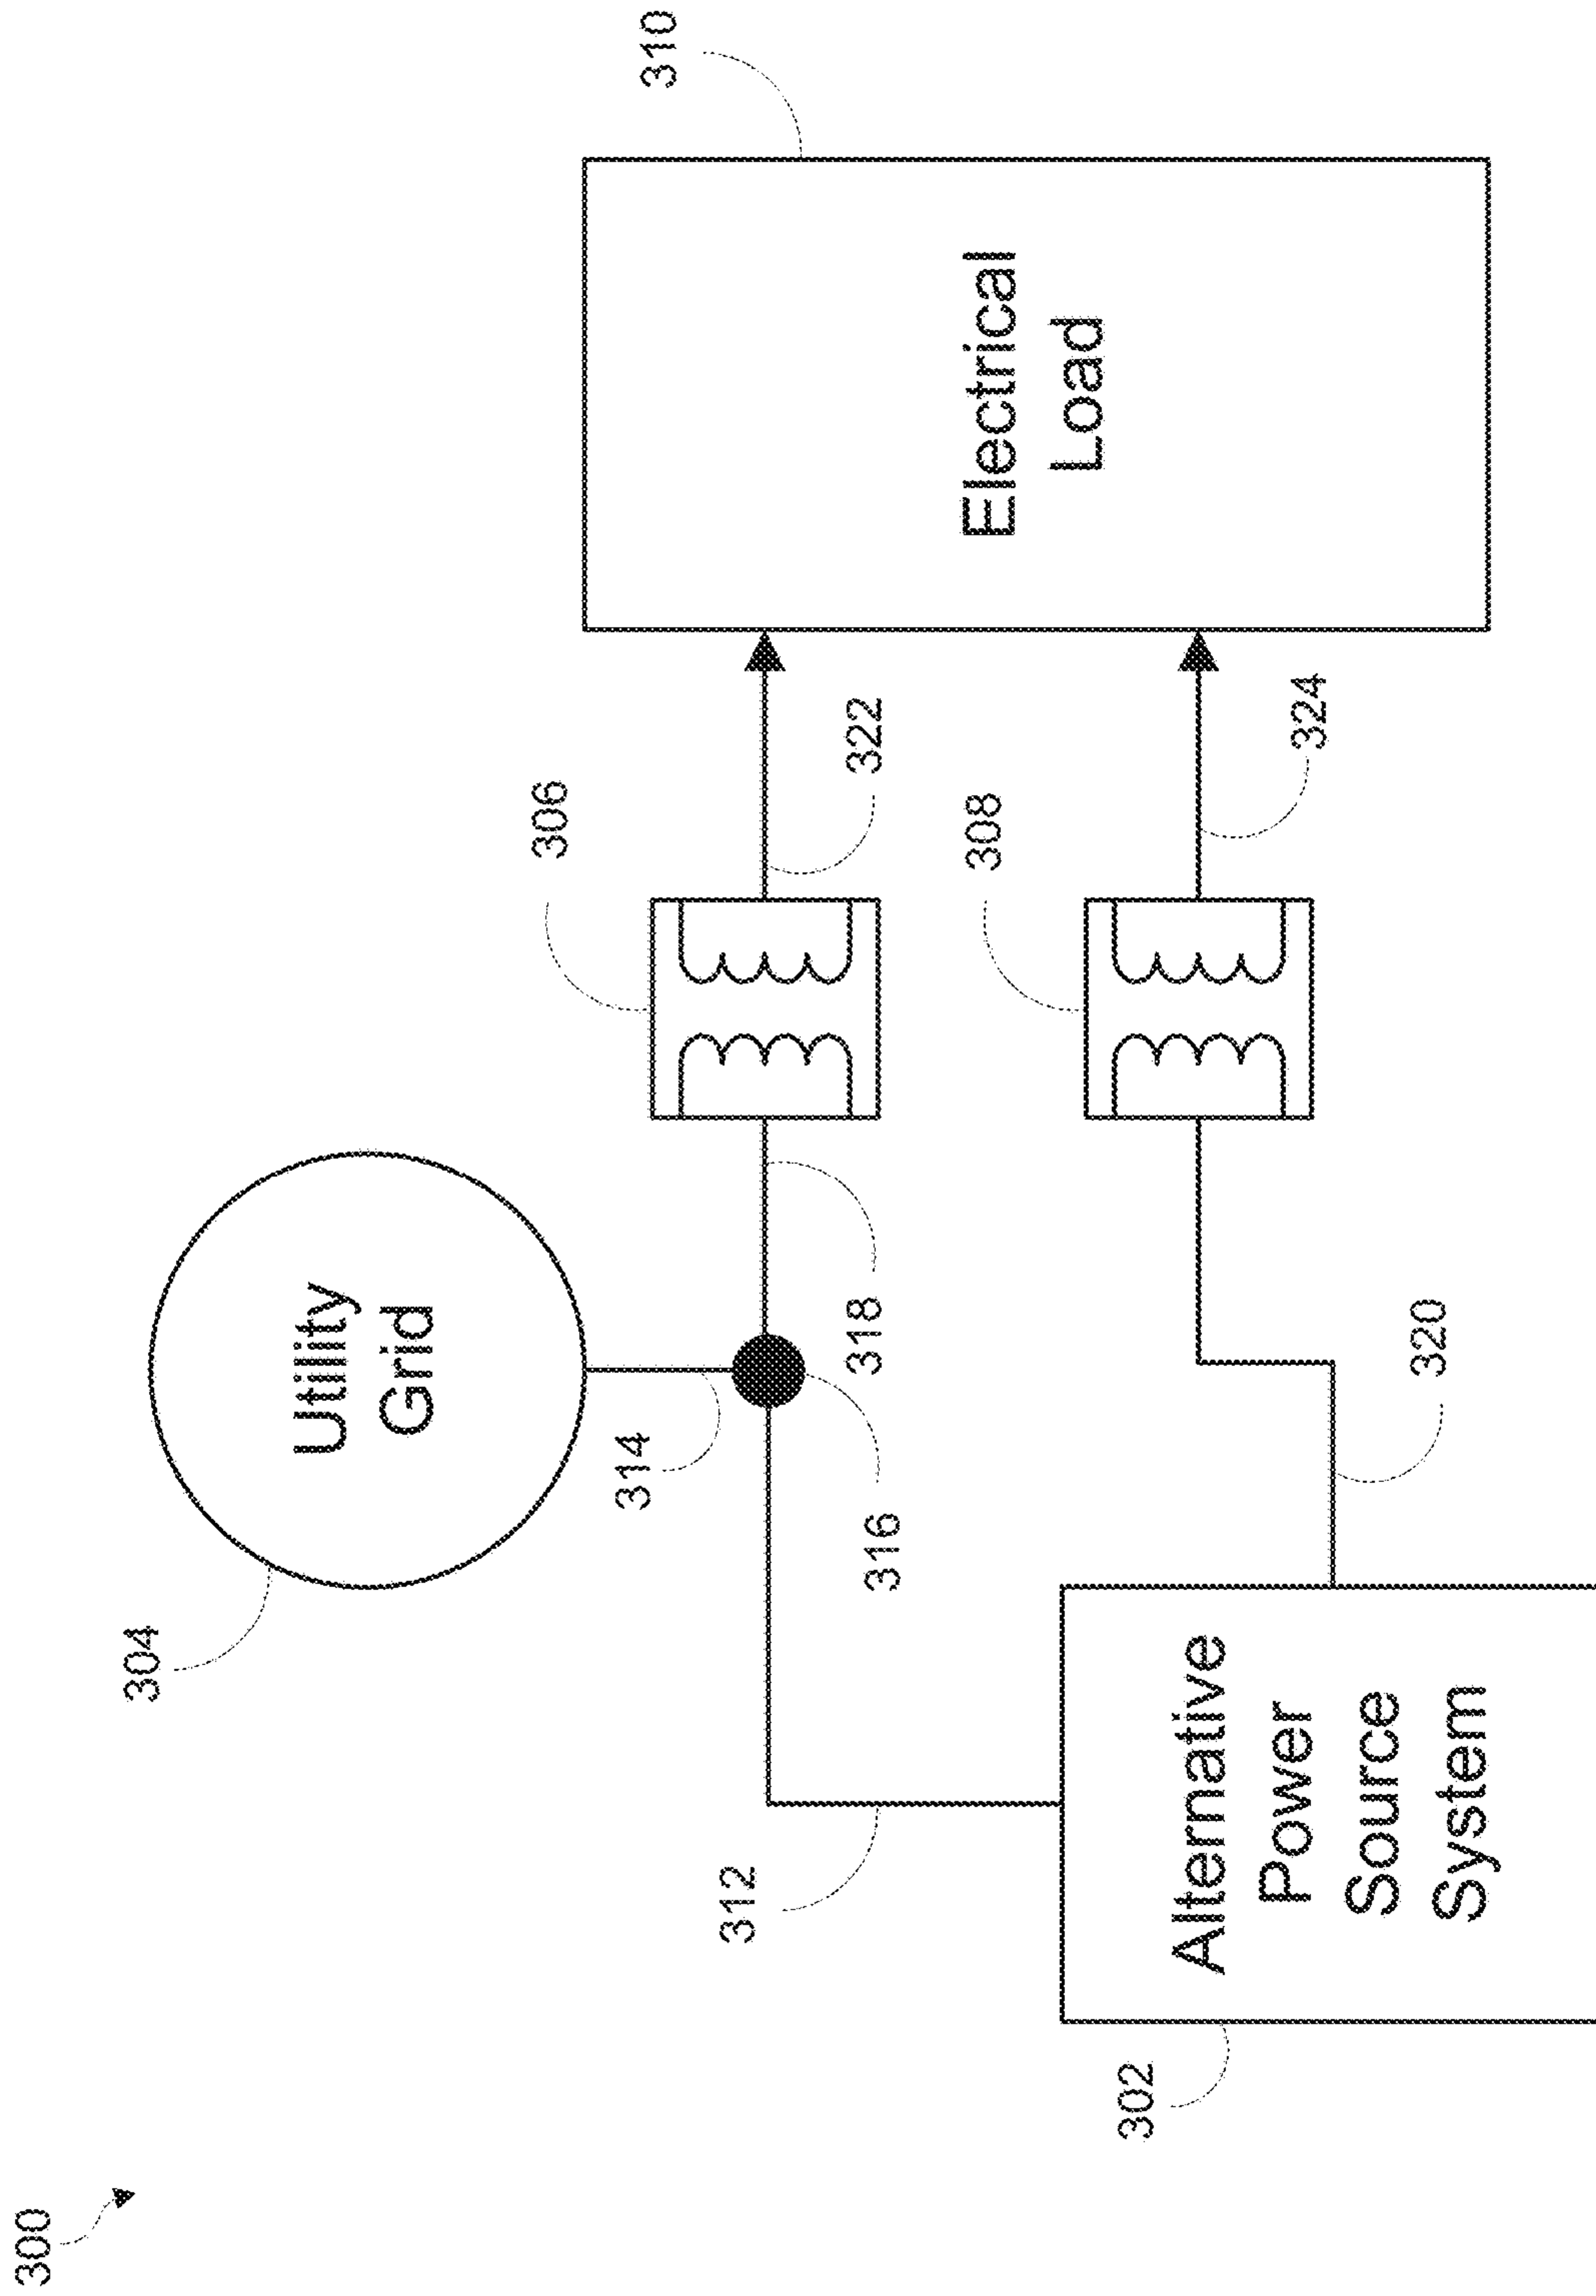 300
304
Utility
Grid
314
312
316
318
306
322
308
324
320
310
Electrical
Load
302
Alternative
Power
Source
System